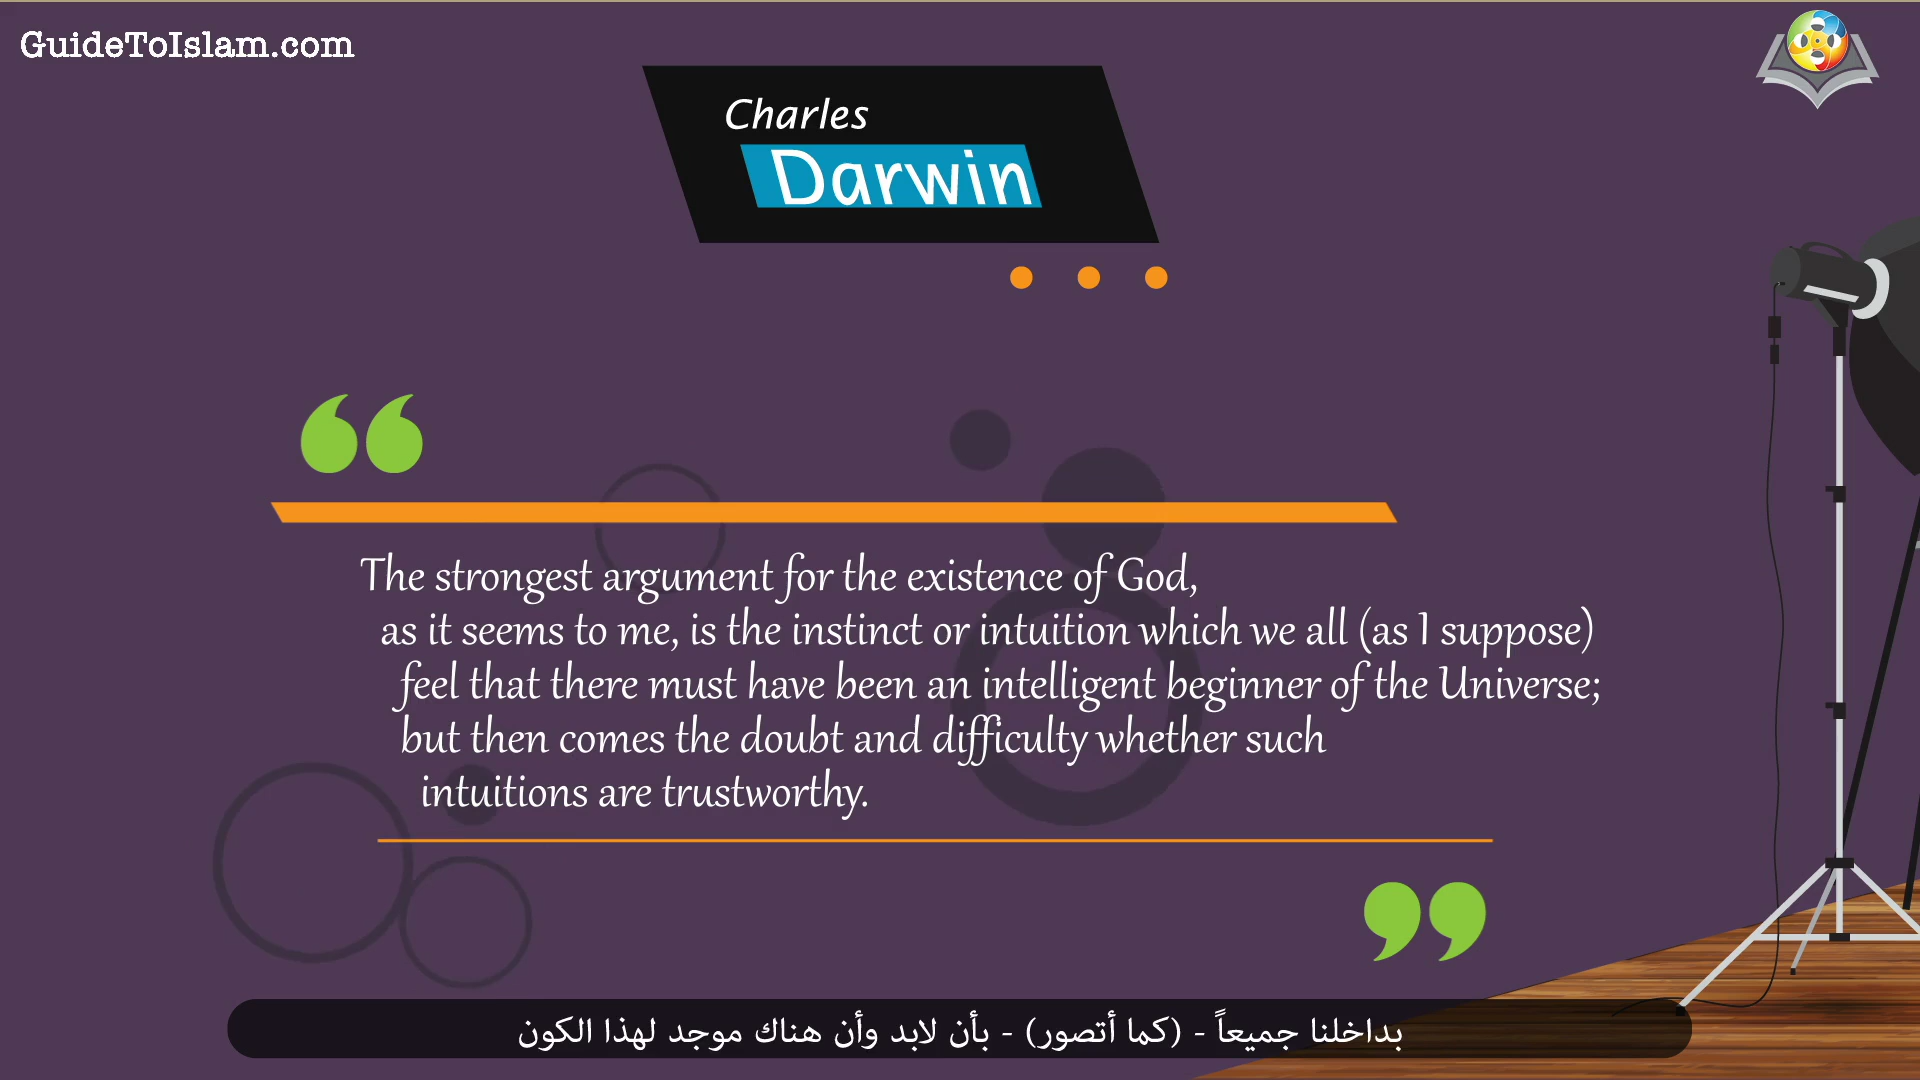 GuideToIslam.com
Charles
Darwin
The strongest argument for the existence of God,
as it seems to me, is the instinct or intuition which we all (as I suppose)
feel that there must have been an intelligent beginner of the Universe;
but then comes the doubt and difficulty whether such
intuitions are trustworthy.
بداخلنا جميعاً - (كما أتصور) - بأن لابد وأن هناك موجد لهذا الكون